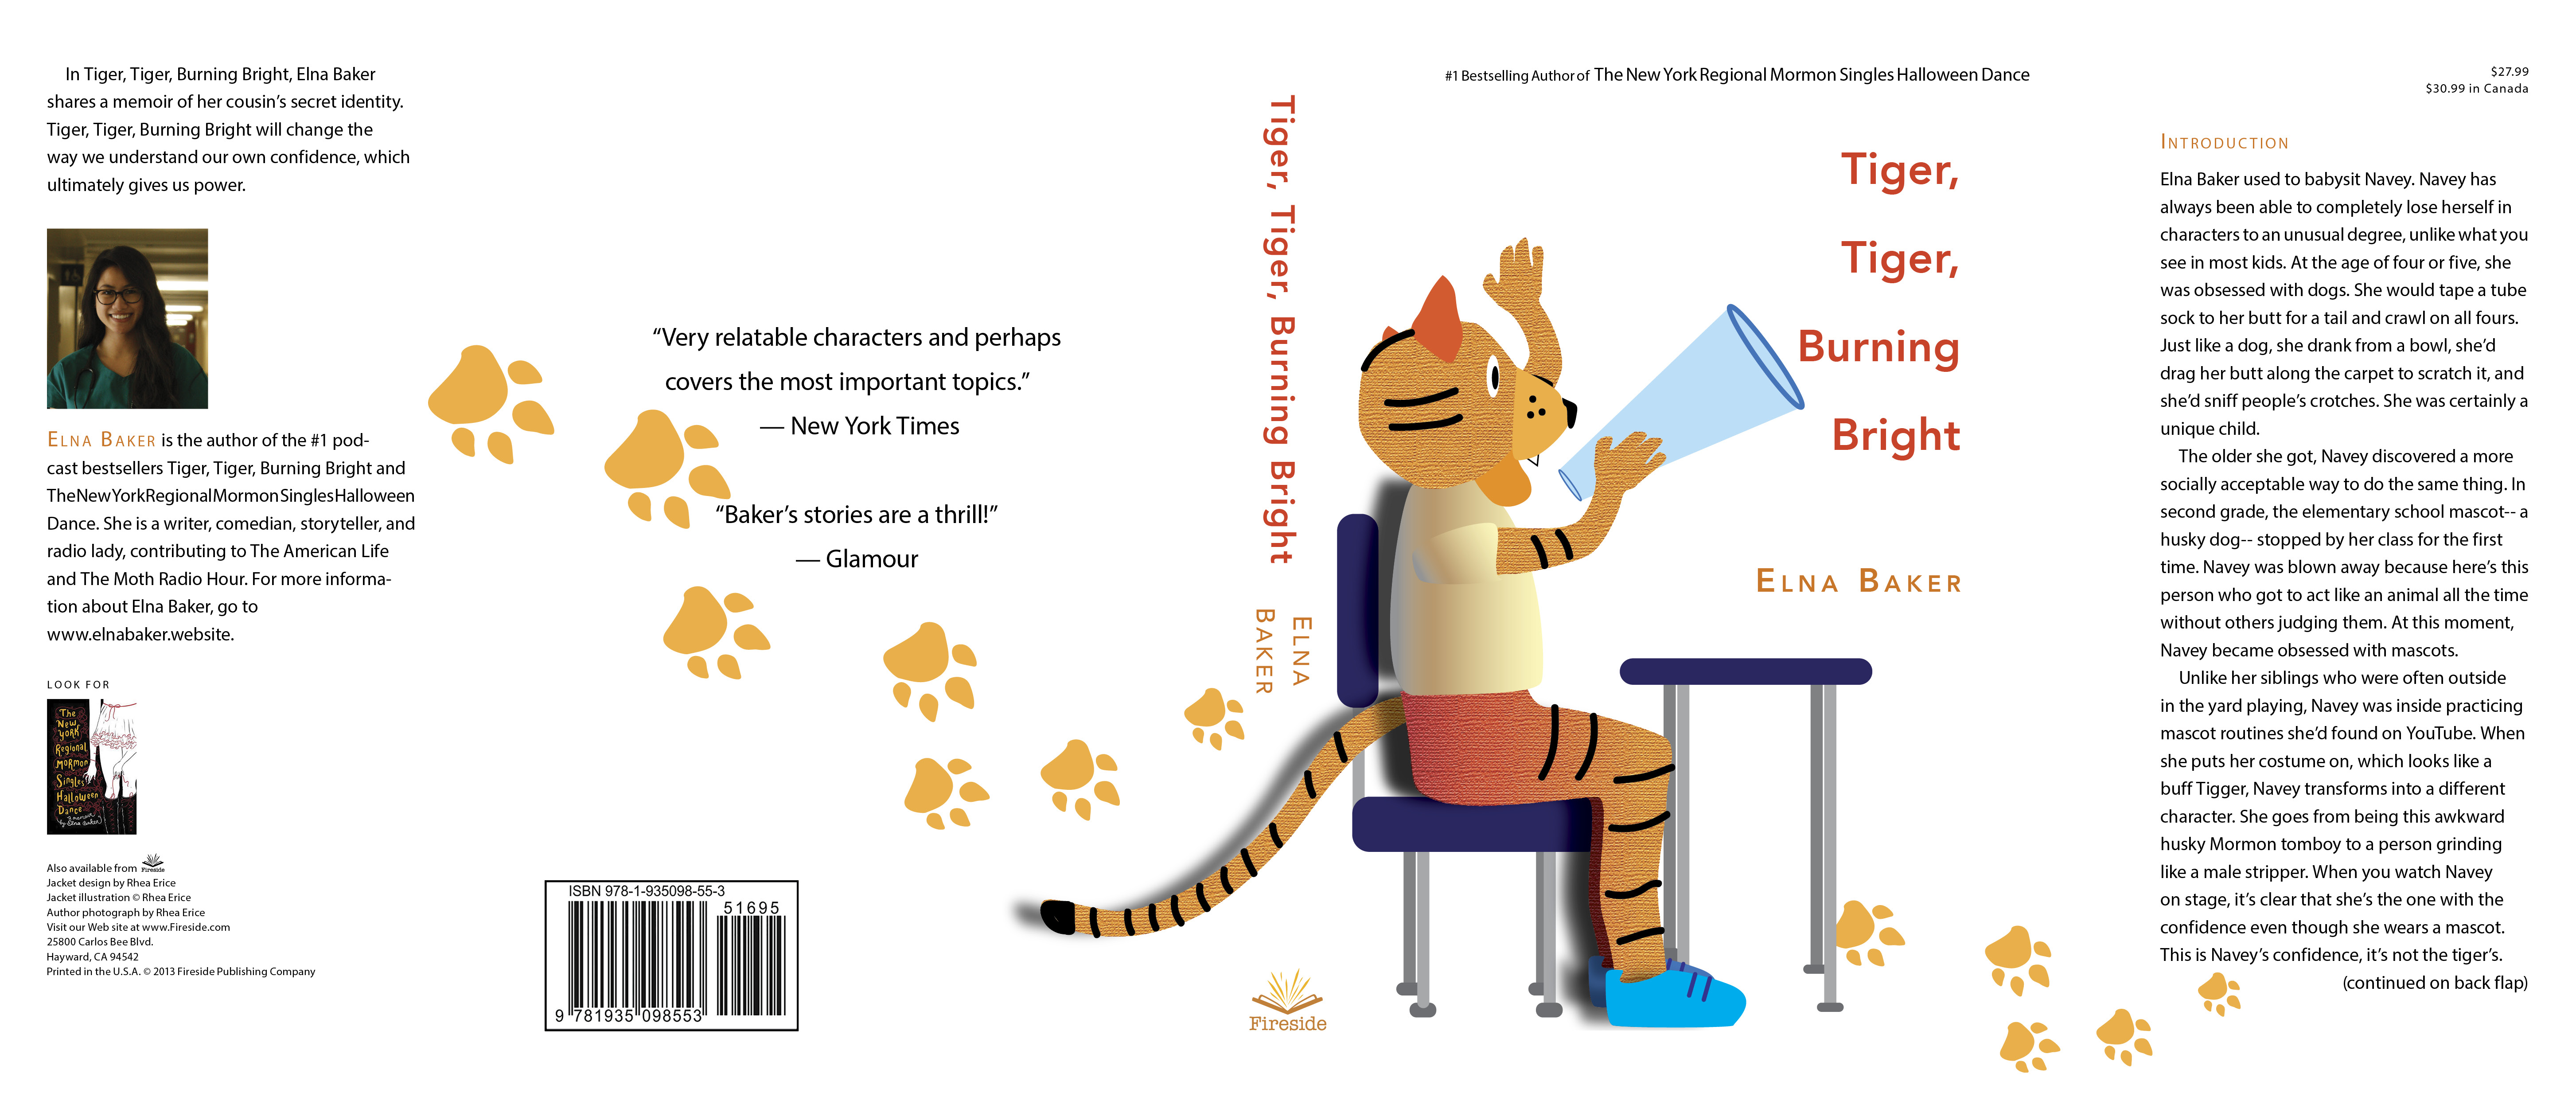 In Tiger, Tiger, Burning Bright, Elna Baker
shares a memoir of her cousin’s secret identity.
Tiger, Tiger, Burning Bright will change the
way we understand our own confidence, which
ultimately gives us power.
ELNA BAKER is the author of the #1 pod-
cast bestsellers Tiger, Tiger, Burning Bright and
The New York Regional Mormon Singles Halloween
Dance. She is a writer, comedian, storyteller, and
radio lady, contributing to The American Life
and The Moth Radio Hour. For more informa-
tion about Elna Baker, go to
www.elnabaker.website.
LOOK FOR
The
New
York
Regional
Mormon
Singles
Halloween
Dance
a memoir
by Elna Baker
Also available from Fireside
Jacket design by Rhea Erice
Jacket illustration © Rhea Erice
Author photograph by Rhea Erice
Visit our Web site at www.Fireside.com
25800 Carlos Bee Blvd.
Hayward, CA 94542
Printed in the U.S.A. © 2013 Fireside Publishing Company
“Very relatable characters and perhaps
covers the most important topics.”
— New York Times
“Baker’s stories are a thrill!”
— Glamour
ISBN 978-1-935098-55-3
51695
9 781935 098553
Tiger, Tiger, Burning Bright
ELNA
BAKER
Fireside
#1 Bestselling Author of The New York Regional Mormon Singles Halloween Dance
Tiger,
Tiger,
Burning
Bright
ELNA BAKER
$27.99
$30.99 in Canada
INTRODUCTION
Elna Baker used to babysit Navey. Navey has
always been able to completely lose herself in
characters to an unusual degree, unlike what you
see in most kids. At the age of four or five, she
was obsessed with dogs. She would tape a tube
sock to her butt for a tail and crawl on all fours.
Just like a dog, she drank from a bowl, she’d
drag her butt along the carpet to scratch it, and
she’d sniff people’s crotches. She was certainly a
unique child.
The older she got, Navey discovered a more
socially acceptable way to do the same thing. In
second grade, the elementary school mascot-- a
husky dog-- stopped by her class for the first
time. Navey was blown away because here’s this
person who got to act like an animal all the time
without others judging them. At this moment,
Navey became obsessed with mascots.
Unlike her siblings who were often outside
in the yard playing, Navey was inside practicing
mascot routines she’d found on YouTube. When
she puts her costume on, which looks like a
buff Tigger, Navey transforms into a different
character. She goes from being this awkward
husky Mormon tomboy to a person grinding
like a male stripper. When you watch Navey
on stage, it’s clear that she’s the one with the
confidence even though she wears a mascot.
This is Navey’s confidence, it’s not the tiger’s.
(continued on back flap)